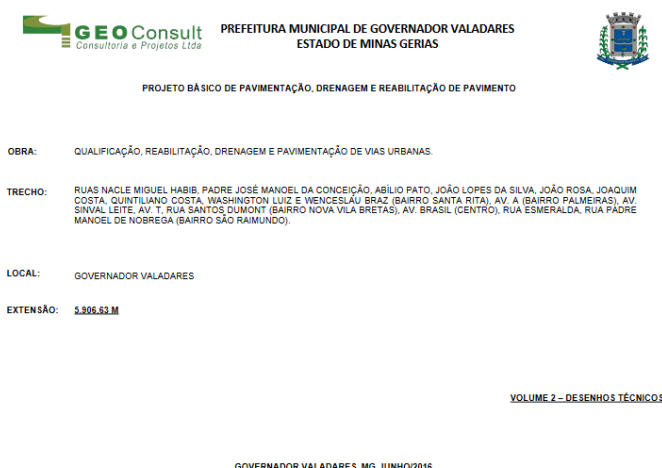 GEOConsult
Consultoria e Projetos Ltda
PREFEITURA MUNICIPAL DE GOVERNADOR VALADARES
ESTADO DE MINAS GERIAS
PROJETO BÁSICO DE PAVIMENTAÇÃO, DRENAGEM E REABILITAÇÃO DE PAVIMENTO
OBRA: QUALIFICAÇÃO, REABILITAÇÃO, DRENAGEM E PAVIMENTAÇÃO DE VIAS URBANAS.
TRECHO: RUAS NACLE MIGUEL HABIB, PADRE JOSÉ MANOEL DA CONCEIÇÃO, ABÍLIO PATO, JOÃO LOPES DA SILVA, JOÃO ROSA, JOAQUIM
COSTA, QUINTILIANO COSTA, WASHINGTON LUIZ E WENCESLAU BRAZ (BAIRRO SANTA RITA), AV. A (BAIRRO PALMEIRAS), AV.
SINVAL LEITE, AV. T, RUA SANTOS DUMONT (BAIRRO NOVA VILA BRETAS), AV. BRASIL (CENTRO), RUA ESMERALDA, RUA PADRE
MANOEL DE NOBREGA (BAIRRO SÃO RAIMUNDO).
LOCAL: GOVERNADOR VALADARES
EXTENSÃO: 5.906,63 M
VOLUME 2 – DESENHOS TÉCNICOS
GOVERNADOR VALADARES, MG, JUNHO/2016